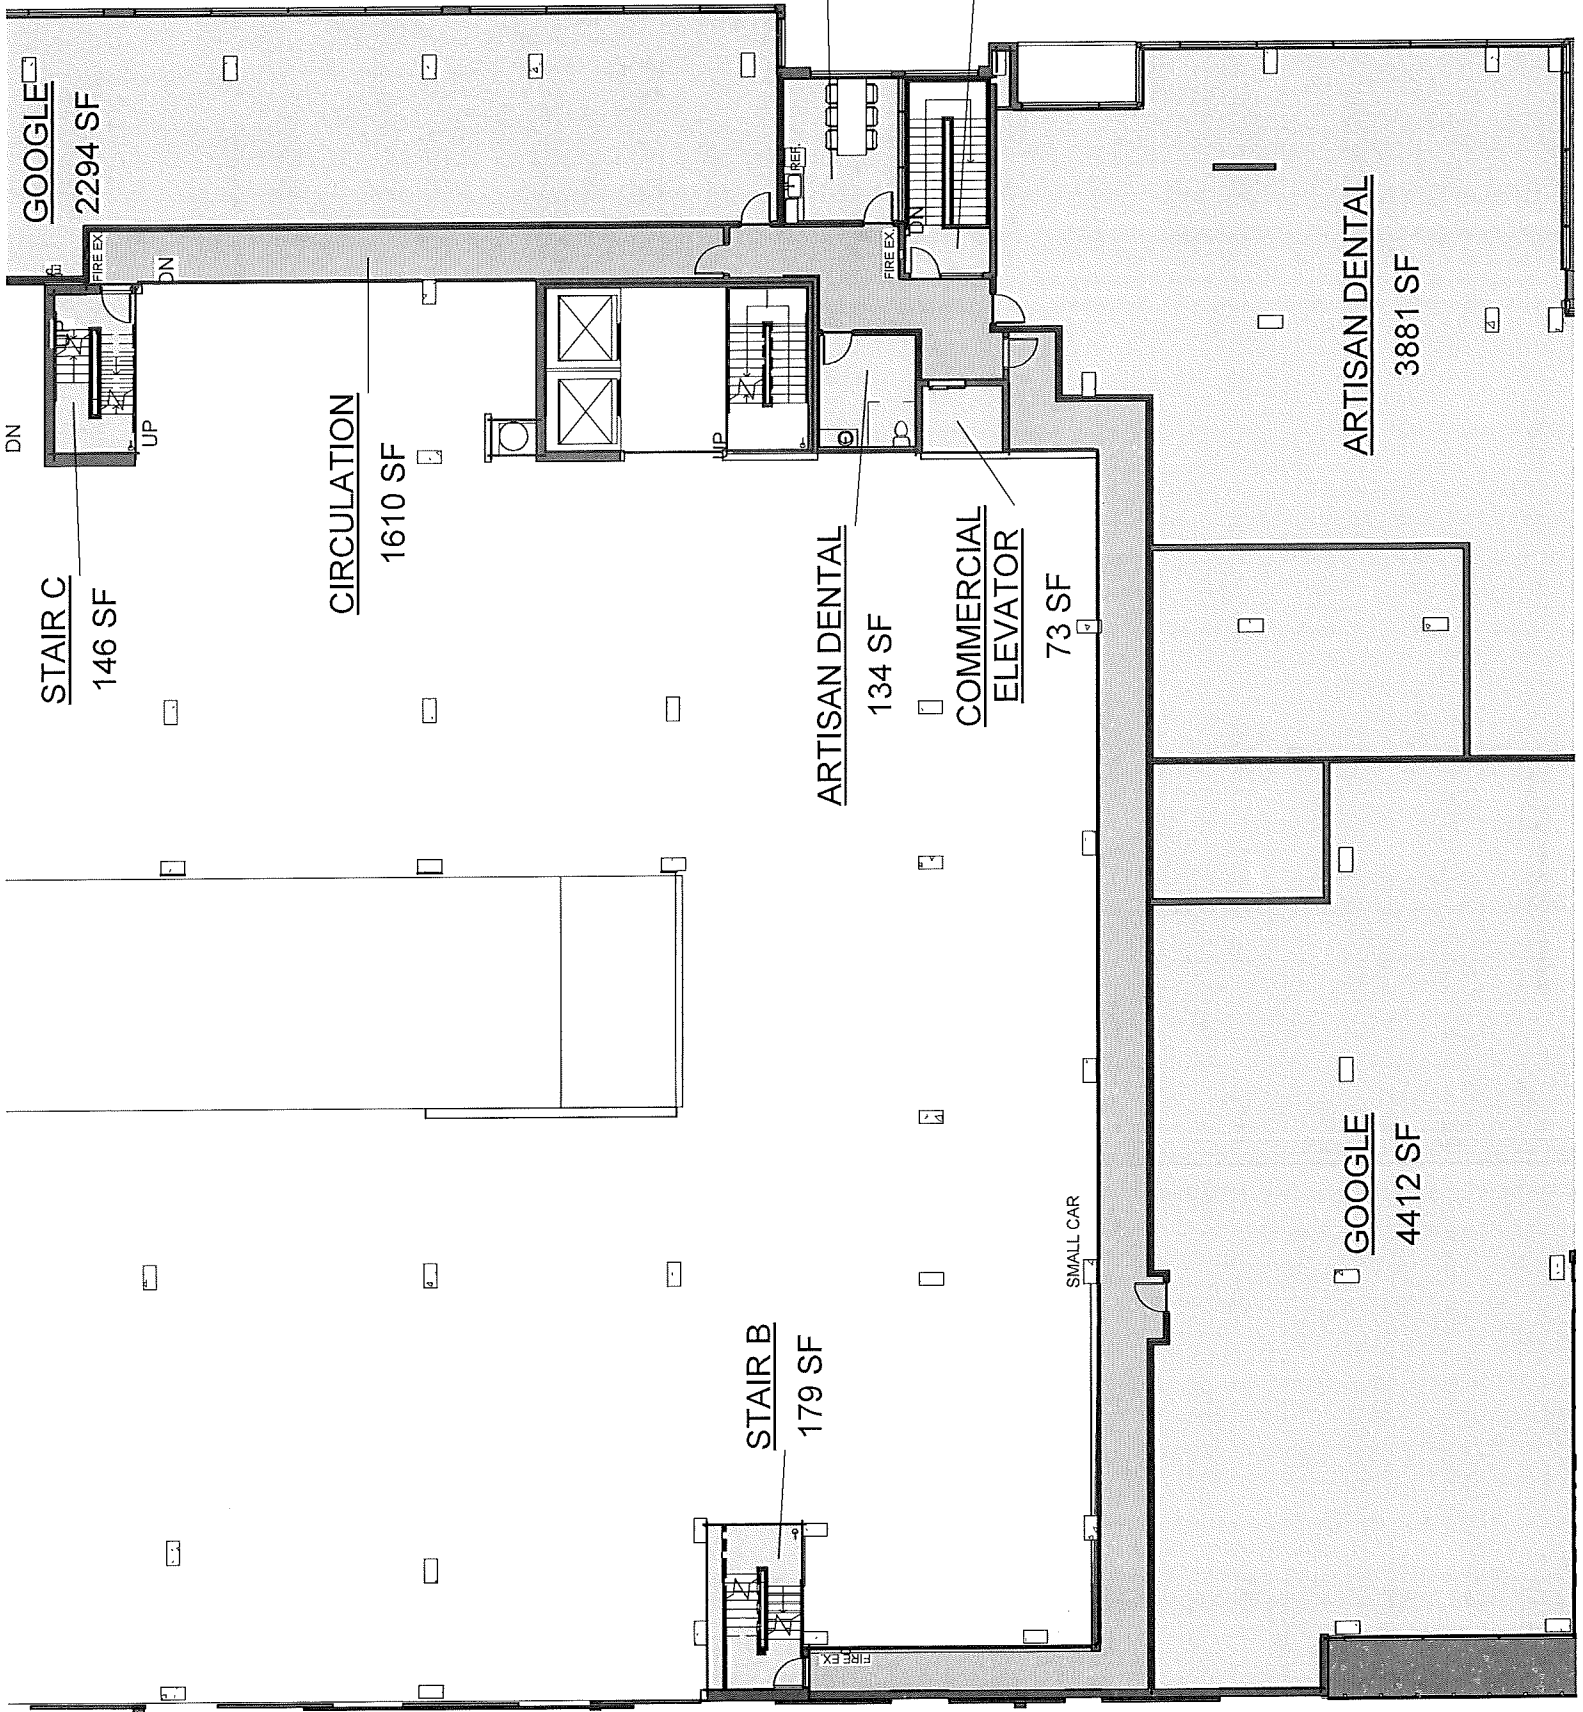 GOOGLE
2294 SF
FIRE EX.
DN
DN
UP
STAIR C
146 SF
CIRCULATION
1610 SF
REF.
FIRE EX.
DN
UP
ARTISAN DENTAL
134 SF
COMMERCIAL
ELEVATOR
73 SF
ARTISAN DENTAL
3881 SF
SMALL CAR
STAIR B
179 SF
FIRE EX.
GOOGLE
4412 SF